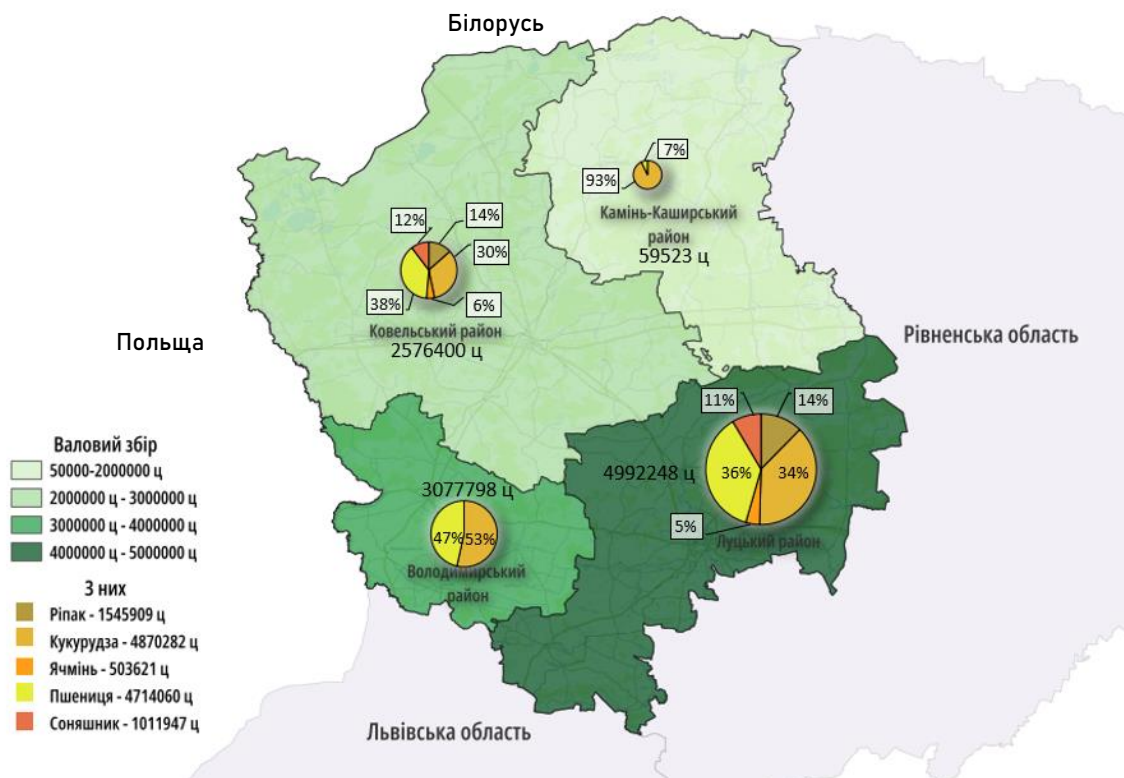 Білорусь
7%
93%
Камінь-Каширський
район
59523 ц
12%
14%
30%
38%
6%
Ковельський район
2576400 ц
Польща
Рівненська область
11%
14%
4992248 ц
36%
34%
5%
Луцький район
3077798 ц
47%
53%
Володимирський
район
Львівська область
Валовий збір
50000-2000000 ц
2000000 ц - 3000000 ц
3000000 ц - 4000000 ц
4000000 ц - 5000000 ц
З них
Ріпак - 1545909 ц
Кукурудза - 4870282 ц
Ячмінь - 503621 ц
Пшениця - 4714060 ц
Соняшник - 1011947 ц